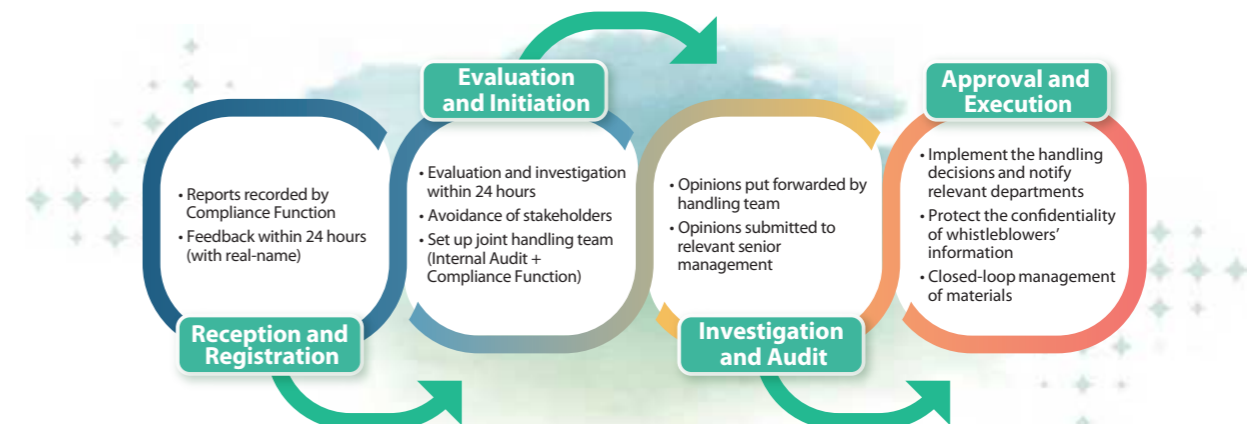 Reception and
Registration
• Reports recorded by
Compliance Function
• Feedback within 24 hours
(with real-name)
Evaluation
and Initiation
• Evaluation and investigation
within 24 hours
• Avoidance of stakeholders
• Set up joint handling team
(Internal Audit +
Compliance Function)
Investigation
and Audit
• Opinions put forwarded by
handling team
• Opinions submitted to
relevant senior
management
Approval and
Execution
• Implement the handling
decisions and notify
relevant departments
• Protect the confidentiality
of whistleblowers’
information
• Closed-loop management
of materials